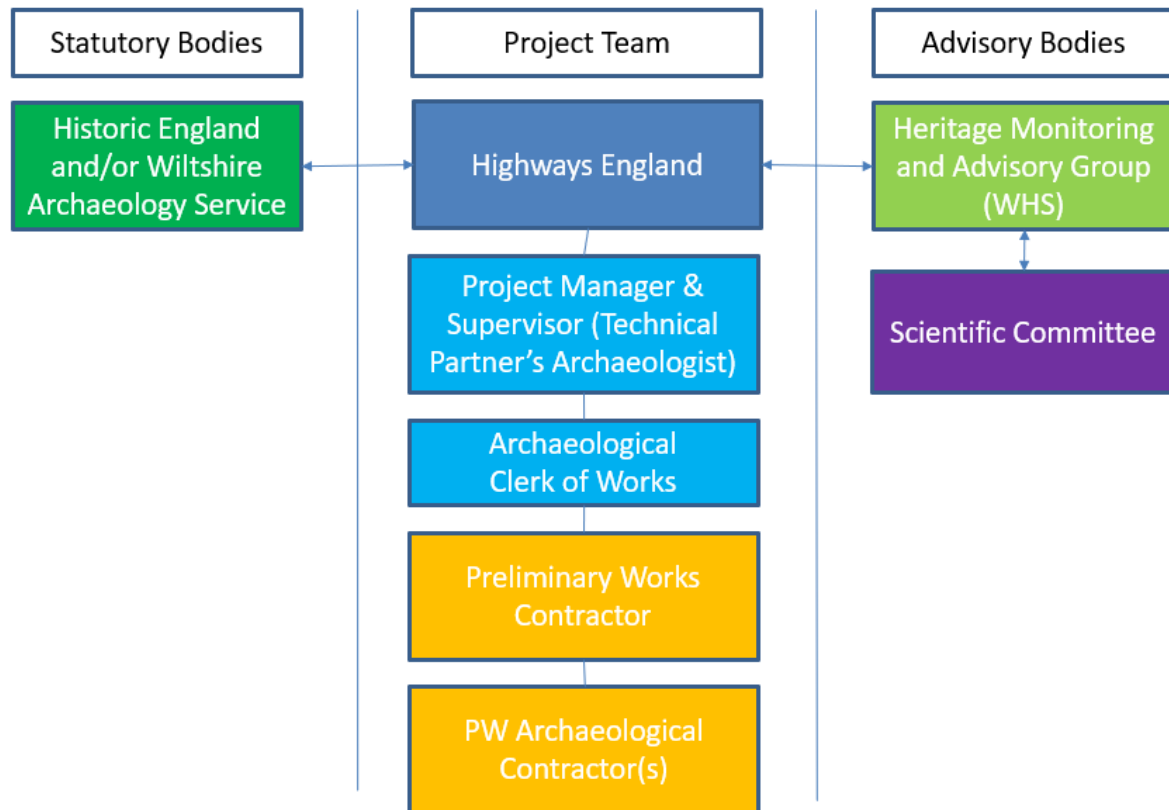 Statutory Bodies
Project Team
Advisory Bodies
Historic England
and/or Wiltshire
Archaeology Service
Highways England
Heritage Monitoring
and Advisory Group
(WHS)
Project Manager &
Supervisor (Technical
Partner’s Archaeologist)
Scientific Committee
Archaeological
Clerk of Works
Preliminary Works
Contractor
PW Archaeological
Contractor(s)